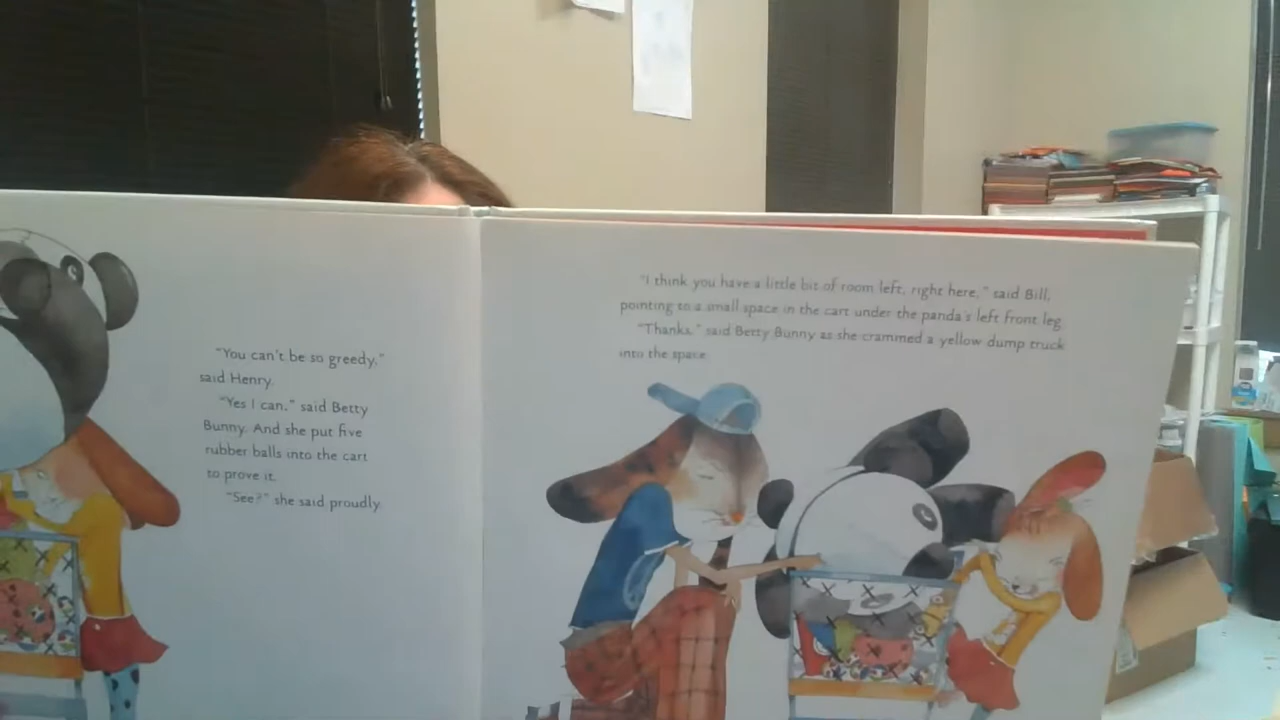 "You can't be so greedy,"
said Henry.
"Yes I can," said Betty
Bunny. And she put five
rubber balls into the cart
to prove it.
"See?" she said proudly.
"I think you have a little bit of room left, right here," said Bill,
pointing to a small space in the cart under the panda's left front leg.
"Thanks," said Betty Bunny as she crammed a yellow dump truck
into the space.